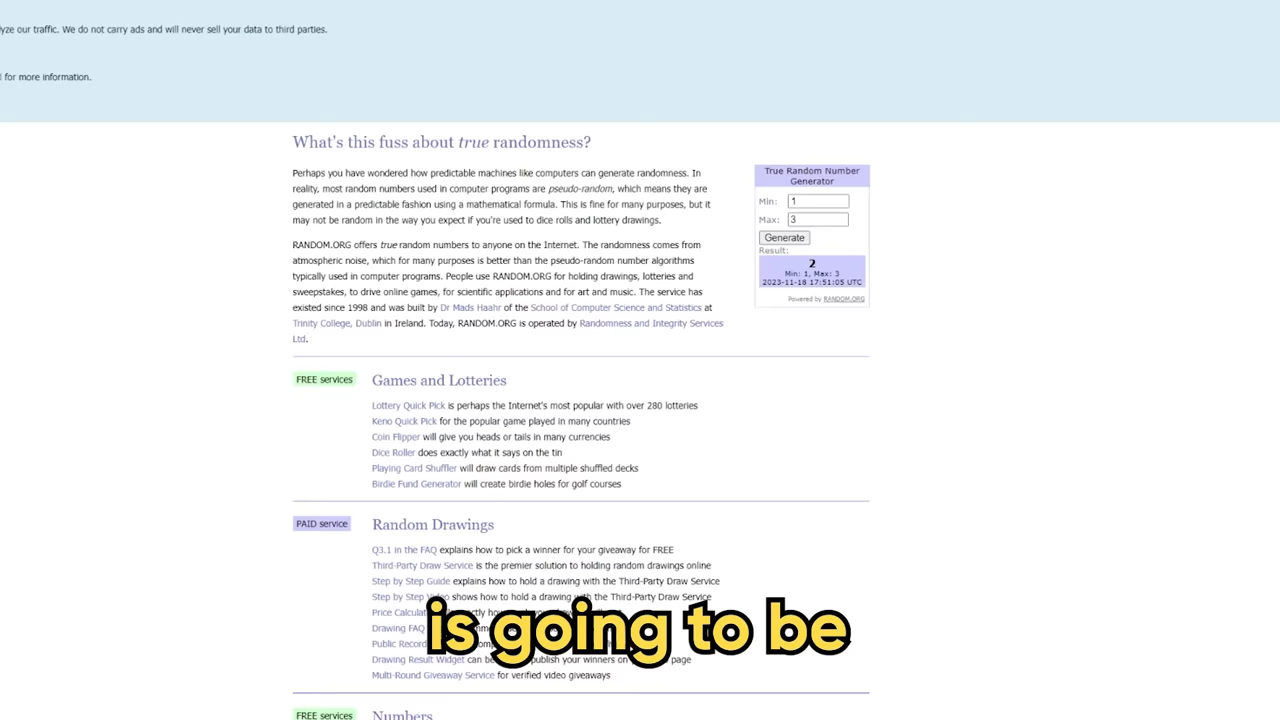 lyze our traffic. We do not carry ads and will never sell your data to third parties.
for more information.
What's this fuss about true randomness?
Perhaps you have wondered how predictable machines like computers can generate randomness. In
reality, most random numbers used in computer programs are pseudo-random, which means they are
generated in a predictable fashion using a mathematical formula. This is fine for many purposes, but it
may not be random in the way you expect if you're used to dice rolls and lottery drawings.
RANDOM.ORG offers true random numbers to anyone on the Internet. The randomness comes from
atmospheric noise, which for many purposes is better than the pseudo-random number algorithms
typically used in computer programs. People use RANDOM.ORG for holding drawings, lotteries and
sweepstakes, to drive online games, for scientific applications and for art and music. The service has
existed since 1998 and was built by Dr Mads Haahr of the School of Computer Science and Statistics at
Trinity College, Dublin in Ireland. Today, RANDOM.ORG is operated by Randomness and Integrity Services
Ltd.
True Random Number
Generator
Min: 1
Max: 3
Generate
Result:
2
Min: 1, Max: 3
2023-11-18 17:51:05 UTC
Powered by RANDOM.ORG
FREE services
Games and Lotteries
Lottery Quick Pick is perhaps the Internet's most popular with over 280 lotteries
Keno Quick Pick for the popular game played in many countries
Coin Flipper will give you heads or tails in many currencies
Dice Roller does exactly what it says on the tin
Playing Card Shuffler will draw cards from multiple shuffled decks
Birdie Fund Generator will create birdie holes for golf courses
PAID service
Random Drawings
Q3.1 in the FAQ explains how to pick a winner for your giveaway for FREE
Third-Party Draw Service is the premier solution to holding random drawings online
Step by Step Guide explains how to hold a drawing with the Third-Party Draw Service
Step by Step Video shows how to hold a drawing with the Third-Party Draw Service
Price
Drawing FAQ
Public
Drawing Result Widget can be publish your winners on page
Multi-Round Giveaway Service for verified video giveaways
is going to be
FREE services
Numbers